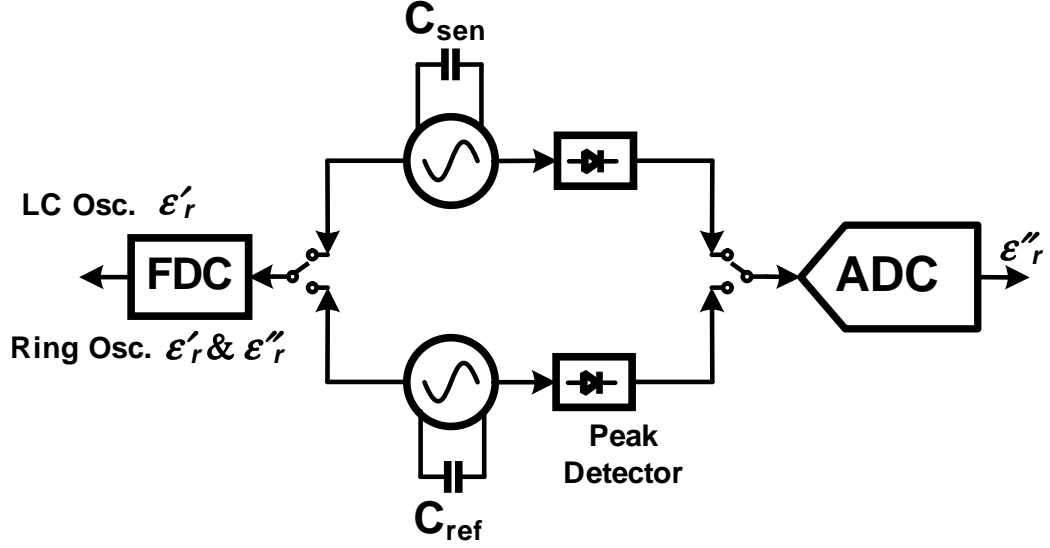 C_sen
LC Osc. ε′_r
FDC
Ring Osc. ε′_r & ε″_r
ADC
ε″_r
Peak
Detector
C_ref